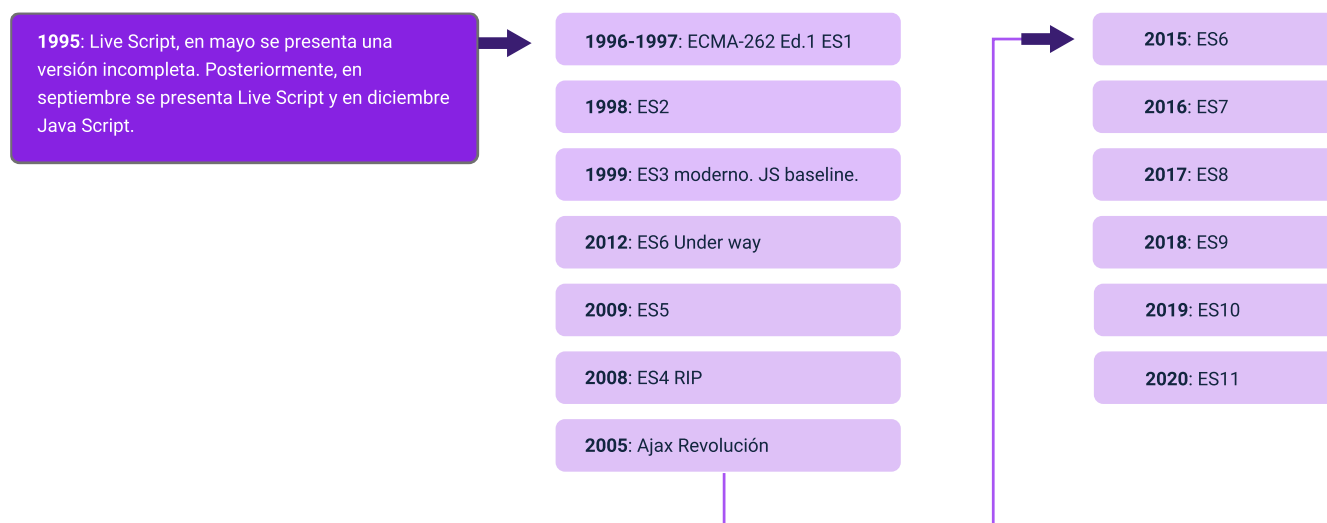 1995: Live Script, en mayo se presenta una
versión incompleta. Posteriormente, en
septiembre se presenta Live Script y en diciembre
Java Script.
1996-1997: ECMA-262 Ed.1 ES1
1998: ES2
1999: ES3 moderno. JS baseline.
2012: ES6 Under way
2009: ES5
2008: ES4 RIP
2005: Ajax Revolución
2015: ES6
2016: ES7
2017: ES8
2018: ES9
2019: ES10
2020: ES11